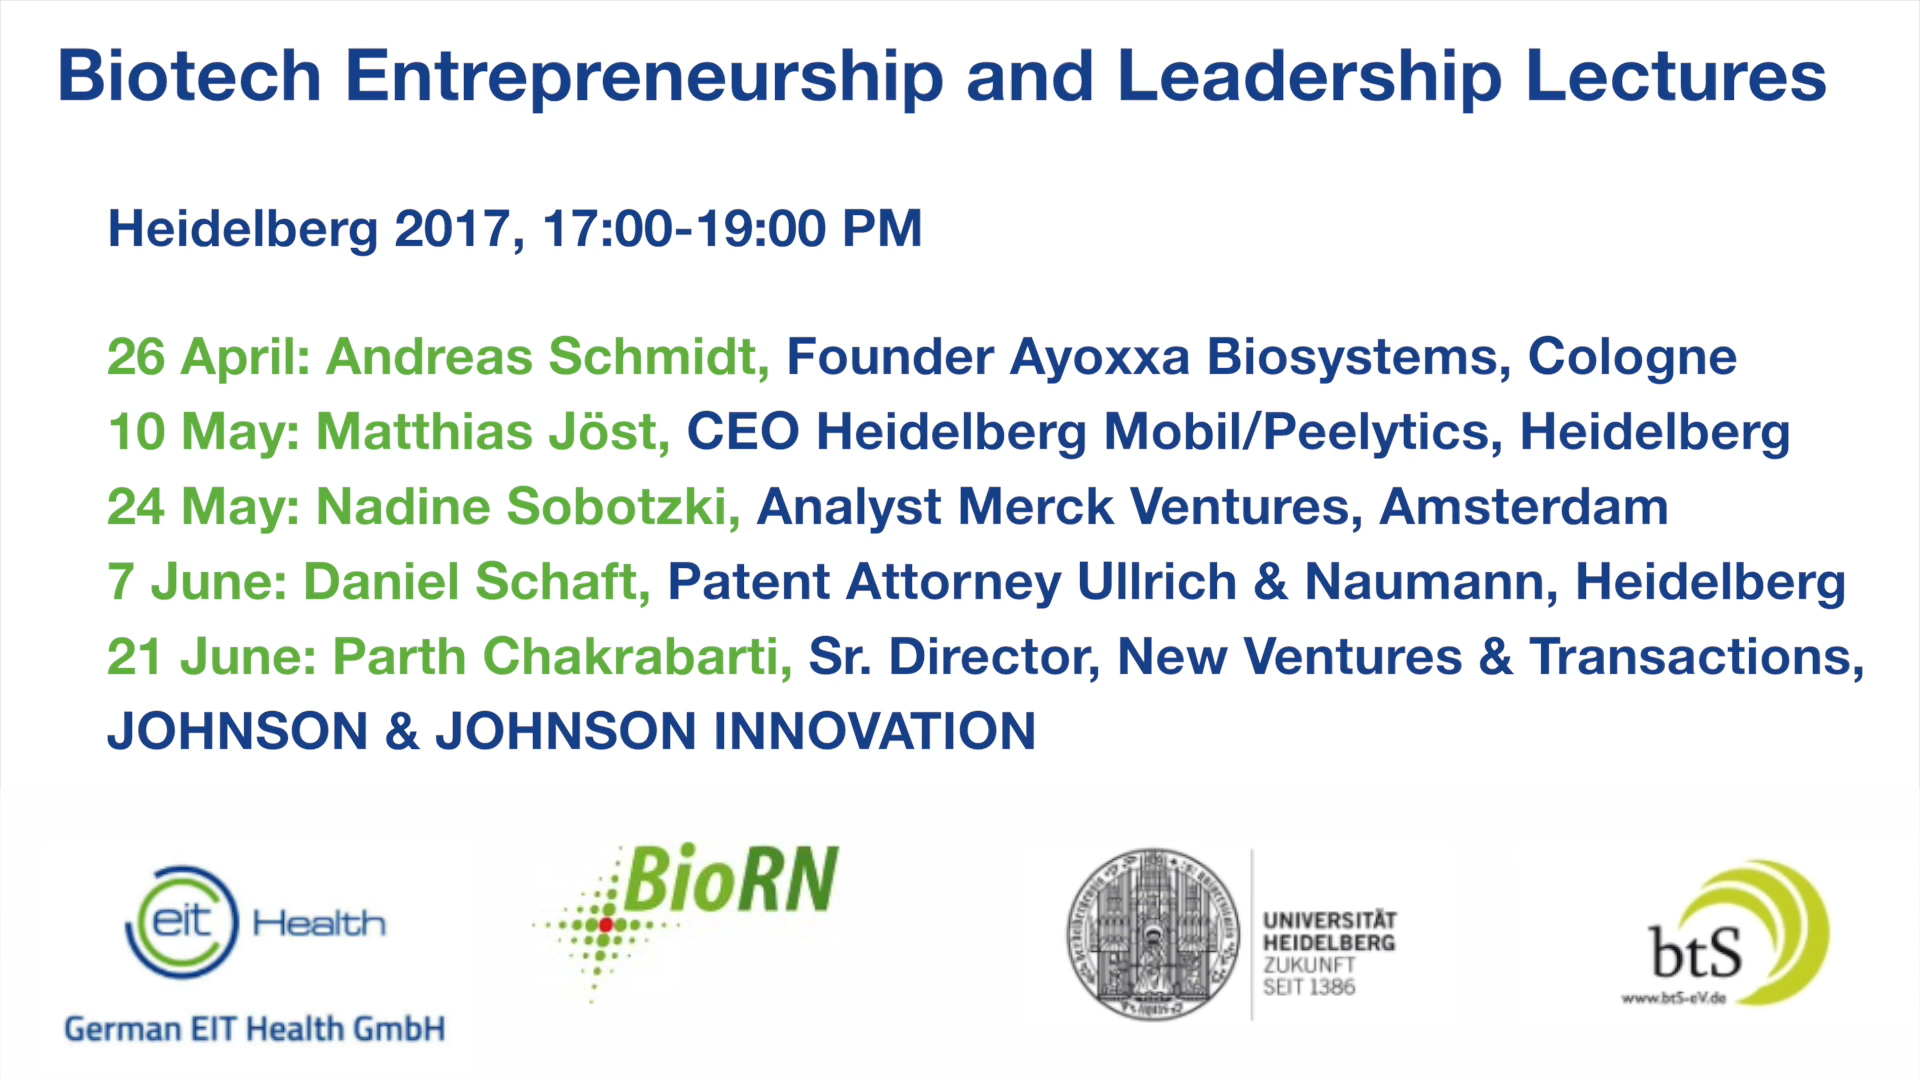 Biotech Entrepreneurship and Leadership Lectures
Heidelberg 2017, 17:00-19:00 PM
26 April: Andreas Schmidt, Founder Ayoxxa Biosystems, Cologne
10 May: Matthias Jöst, CEO Heidelberg Mobil/Peelytics, Heidelberg
24 May: Nadine Sobotzki, Analyst Merck Ventures, Amsterdam
7 June: Daniel Schaft, Patent Attorney Ullrich & Naumann, Heidelberg
21 June: Parth Chakrabarti, Sr. Director, New Ventures & Transactions,
JOHNSON & JOHNSON INNOVATION
eit Health
German EIT Health GmbH
BioRN
UNIVERSITÄT
HEIDELBERG
ZUKUNFT
SEIT 1386
btS
www.btS-eV.de